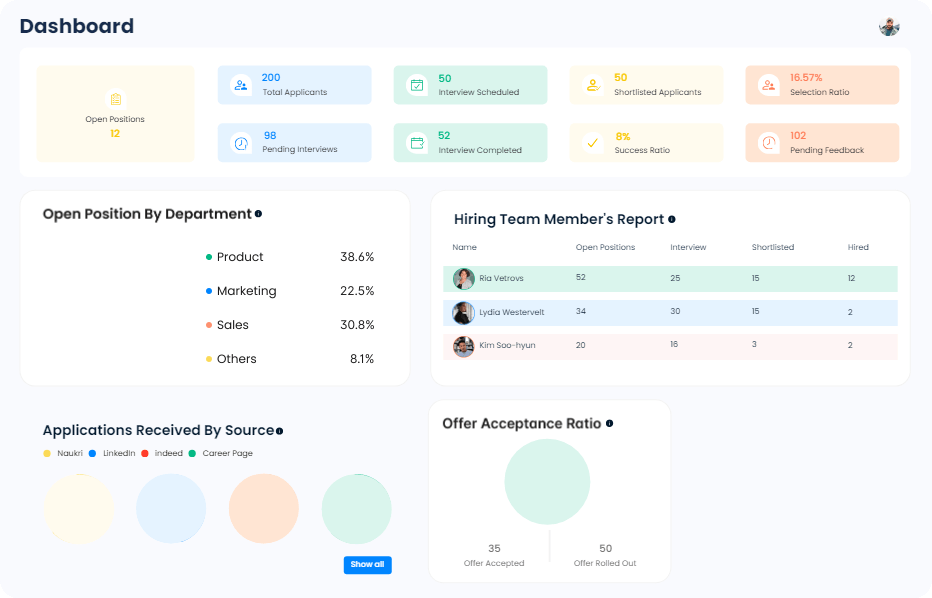 Dashboard
Open Positions
12
200
Total Applicants
50
Interview Scheduled
50
Shortlisted Applicants
16.57%
Selection Ratio
98
Pending Interviews
52
Interview Completed
8%
Success Ratio
102
Pending Feedback
Open Position By Department
Product 38.6%
Marketing 22.5%
Sales 30.8%
Others 8.1%
Hiring Team Member's Report
Name Open Positions Interview Shortlisted Hired
Ria Vetrovs 52 25 15 12
Lydia Westervelt 34 30 15 2
Kim Soo-hyun 20 16 3 2
Applications Received By Source
Naukri LinkedIn indeed Career Page
Show all
Offer Acceptance Ratio
35 50
Offer Accepted Offer Rolled Out